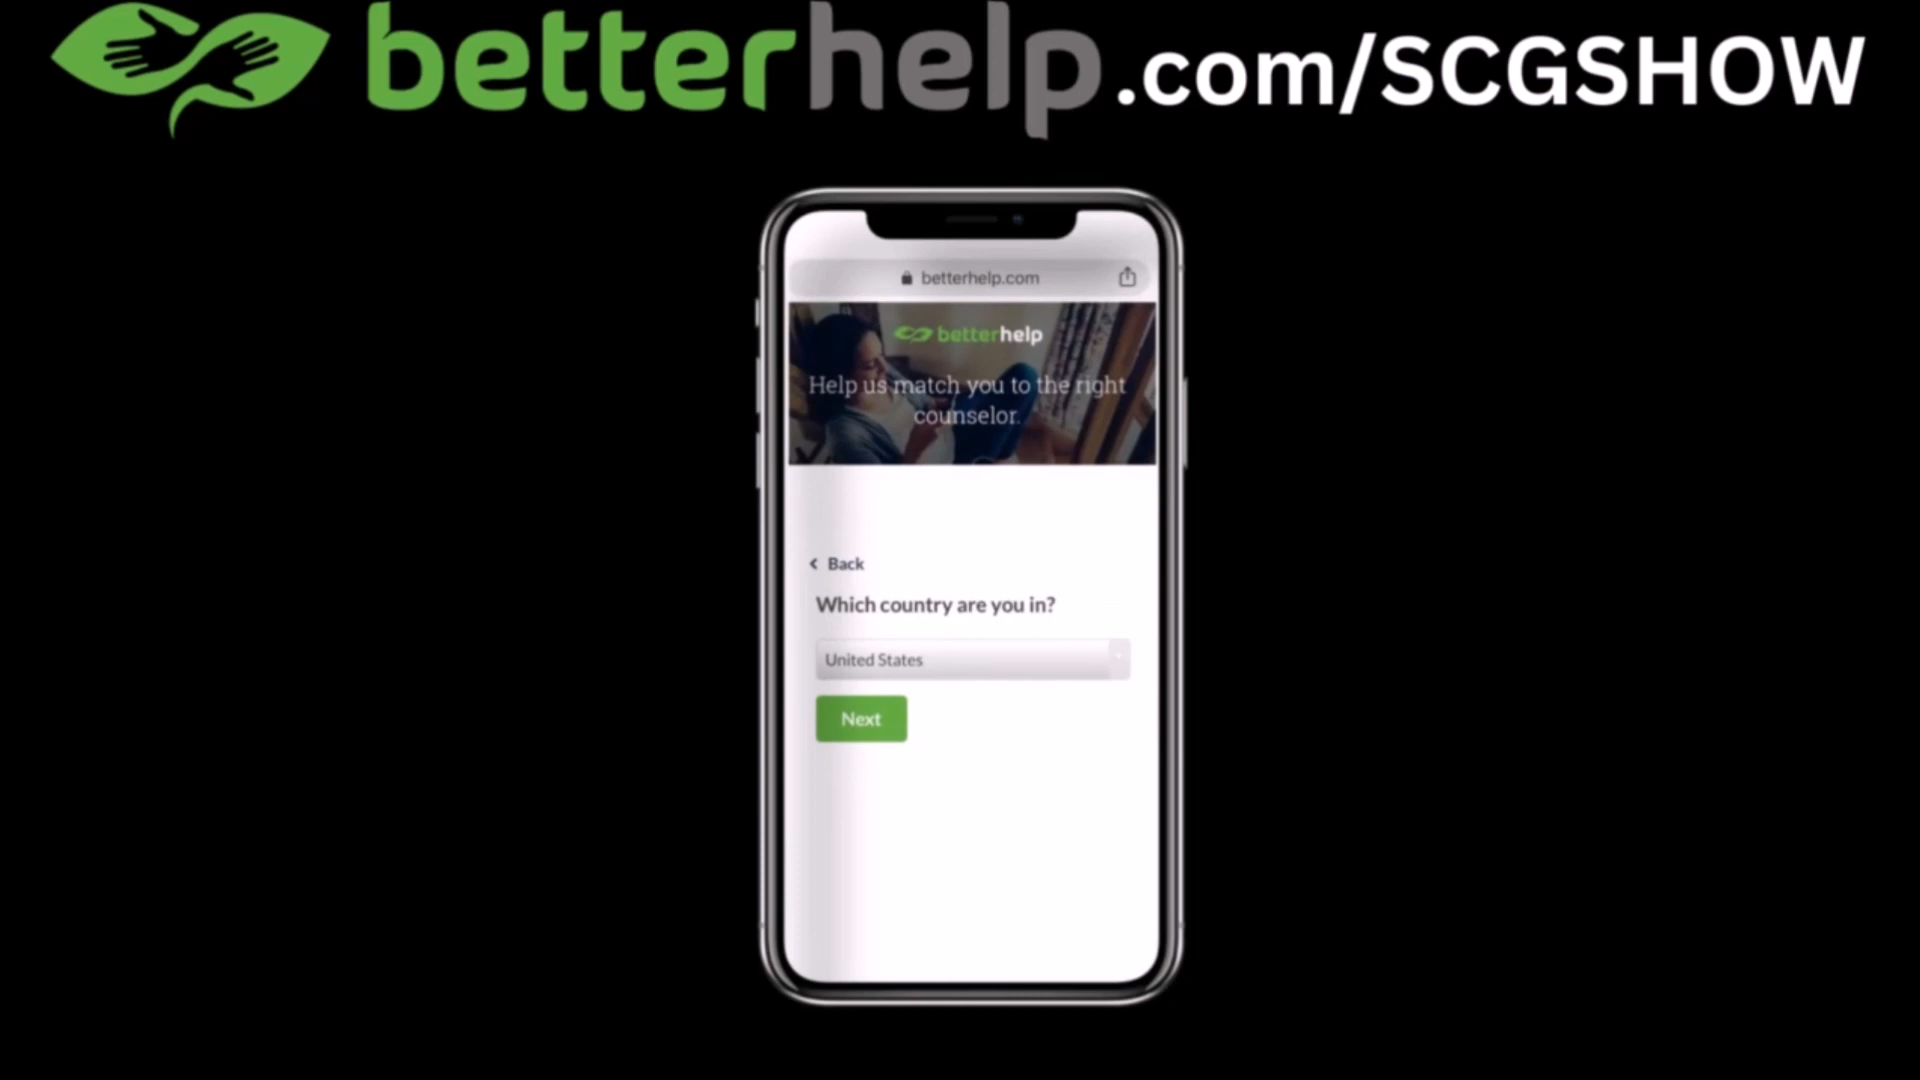 betterhelp.com/SCGSHOW
betterhelp.com
betterhelp
Help us match you to the right
counselor.
Back
Which country are you in?
United States
Next